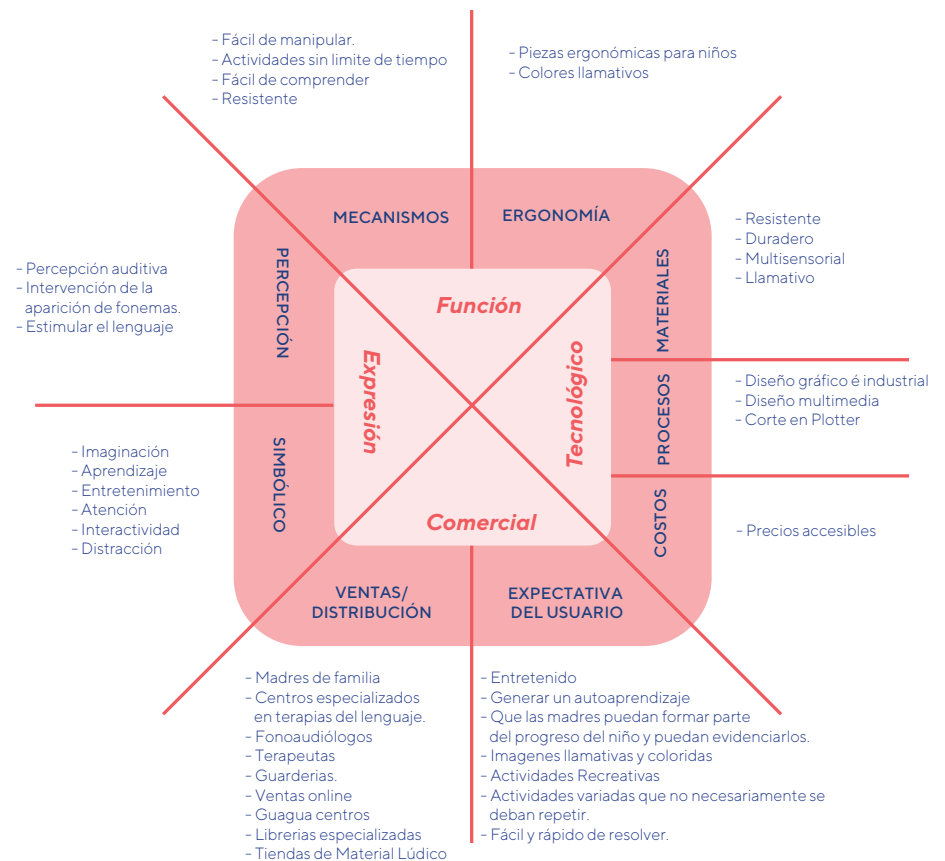 - Fácil de manipular.
- Actividades sin limite de tiempo
- Fácil de comprender
- Resistente
- Piezas ergonómicas para niños
- Colores llamativos
MECANISMOS
ERGONOMÍA
PERCEPCIÓN
- Percepción auditiva
- Intervención de la
aparición de fonemas.
- Estimular el lenguaje
MATERIALES
- Resistente
- Duradero
- Multisensorial
- Llamativo
Función
Expresión
Tecnológico
Comercial
PROCESOS
- Diseño gráfico é industrial
- Diseño multimedia
- Corte en Plotter
SIMBÓLICO
- Imaginación
- Aprendizaje
- Entretenimiento
- Atención
- Interactividad
- Distracción
COSTOS
- Precios accesibles
VENTAS/
DISTRIBUCIÓN
EXPECTATIVA
DEL USUARIO
- Madres de familia
- Centros especializados
en terapias del lenguaje.
- Fonoaudiólogos
- Terapeutas
- Guarderias.
- Ventas online
- Guagua centros
- Librerias especializadas
- Tiendas de Material Lúdico
- Entretenido
- Generar un autoaprendizaje
- Que las madres puedan formar parte
del progreso del niño y puedan evidenciarlos.
- Imagenes llamativas y coloridas
- Actividades Recreativas
- Actividades variadas que no necesariamente se
deban repetir.
- Fácil y rápido de resolver.